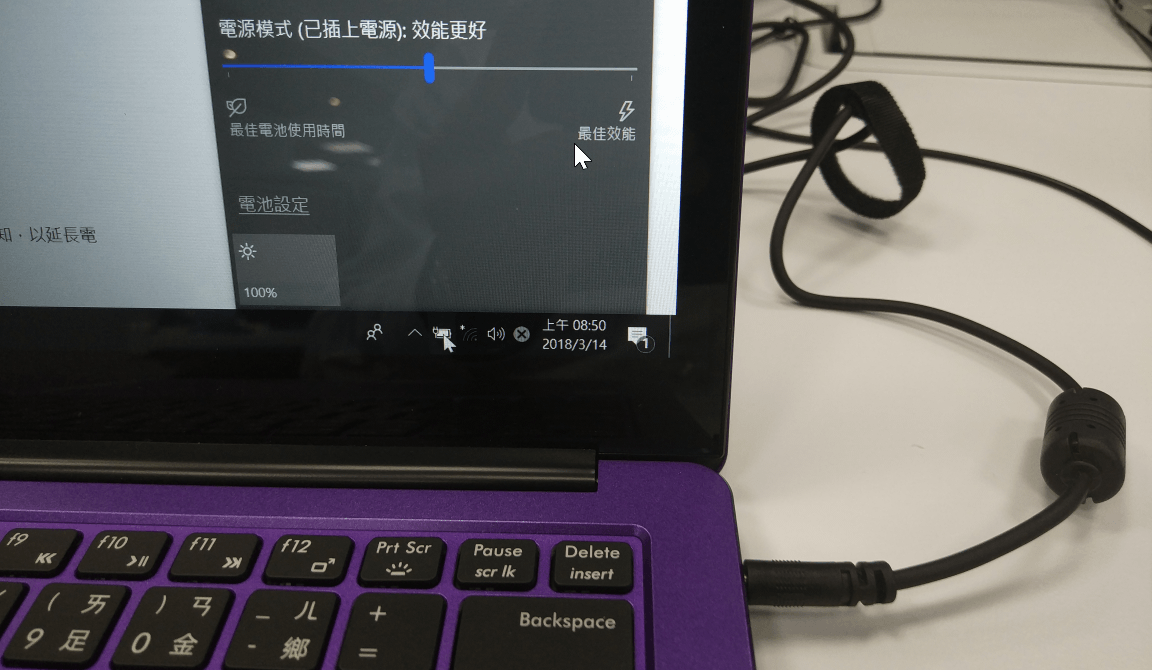 電源模式 (已插上電源): 效能更好
最佳電池使用時間
最佳效能
電池設定
知，以延長電
100%
上午 08:50
2018/3/14
1
f9
f10
f11
f12
Prt Scr
Pause
scr lk
Delete
insert
( ㄞ
9 足
) ㄢ
0 金
_ ㄦ
- 鄉
+
=
Backspace